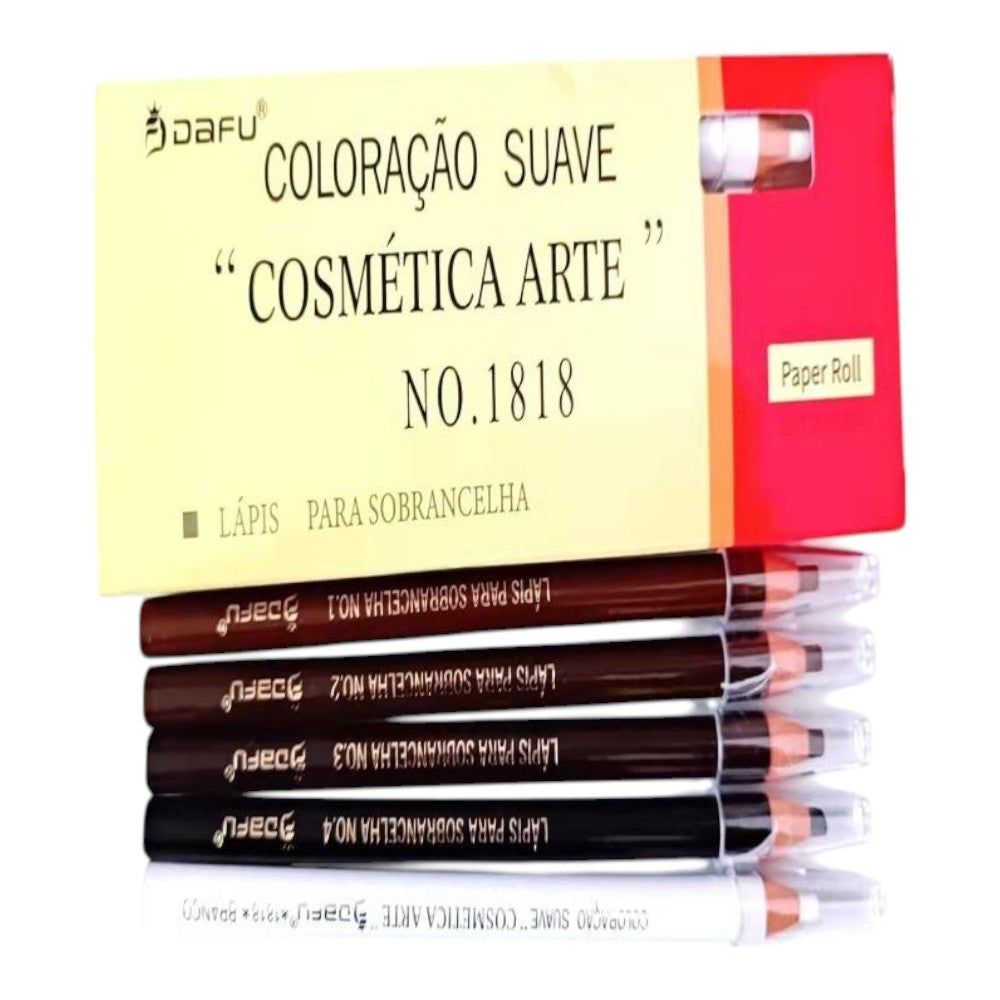 DAFU®
COLORAÇÃO SUAVE
“COSMÉTICA ARTE”
NO.1818
Paper Roll
■ LÁPIS PARA SOBRANCELHA
LÁPIS PARA SOBRANCELHA NO.1 DAFU®
LÁPIS PARA SOBRANCELHA NO.2 DAFU®
LÁPIS PARA SOBRANCELHA NO.3 DAFU®
LÁPIS PARA SOBRANCELHA NO.4 DAFU®
COLORAÇÃO SUAVE “COSMÉTICA ARTE” DAFU®*1818* BRANCO